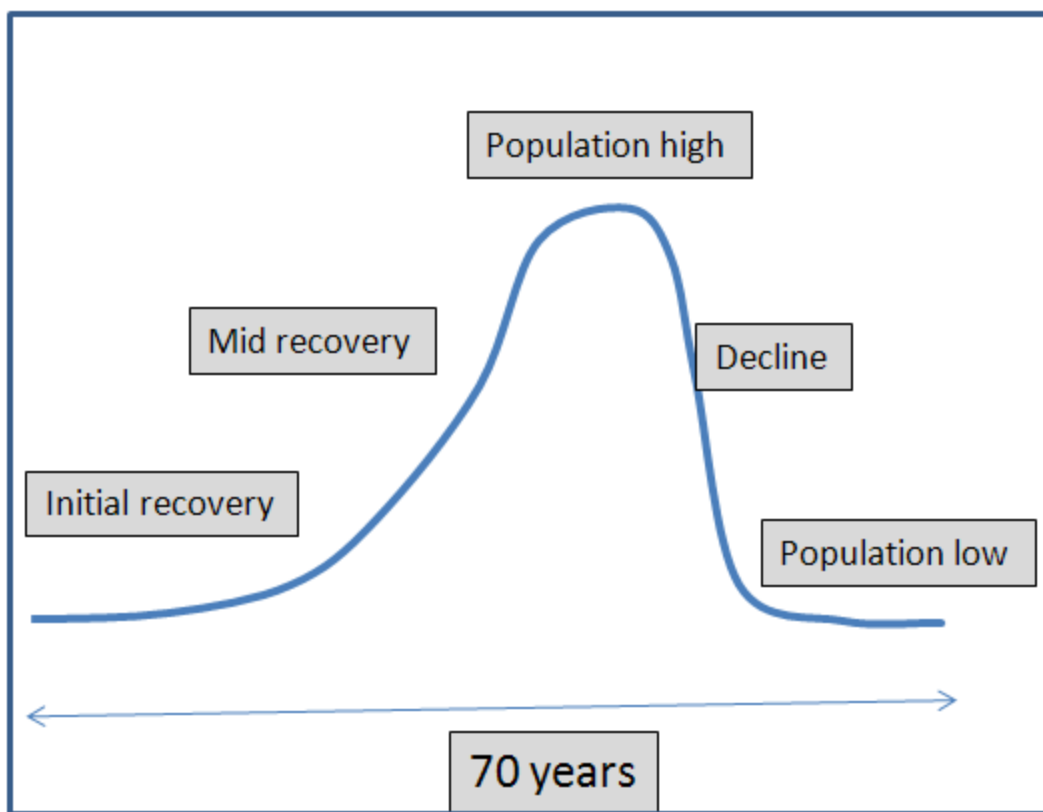 Population high
Mid recovery
Decline
Initial recovery
Population low
70 years